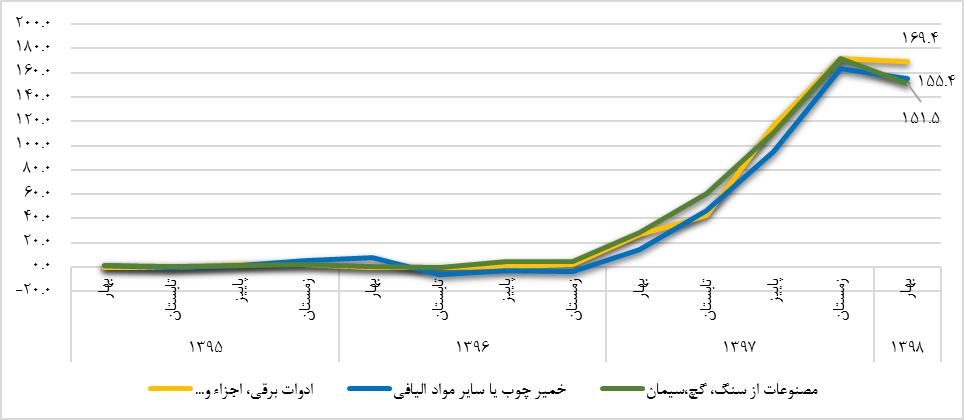 ۲۰۰.۰
۱۸۰.۰
۱۶۰.۰
۱۴۰.۰
۱۲۰.۰
۱۰۰.۰
۸۰.۰
۶۰.۰
۴۰.۰
۲۰.۰
۰.۰
-۲۰.۰
۱۶۹.۴
۱۵۵.۴
۱۵۱.۵
بهار
تابستان
پاییز
زمستان
بهار
تابستان
پاییز
زمستان
بهار
تابستان
پاییز
زمستان
بهار
۱۳۹۵
۱۳۹۶
۱۳۹۷
۱۳۹۸
ادوات برقی، اجزاء و...
خمیر چوب یا سایر مواد الیافی
مصنوعات از سنگ، گچ،سیمان